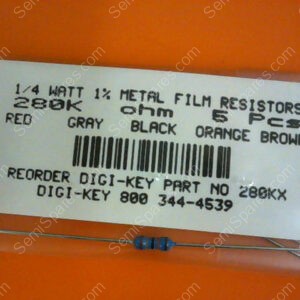 1/4 WATT 1% METAL FILM RESISTORS
280K ohm 5 Pcs
RED GRAY BLACK ORANGE BROWN
REORDER DIGI-KEY PART NO 280KX
DIGI-KEY 800 344-4539